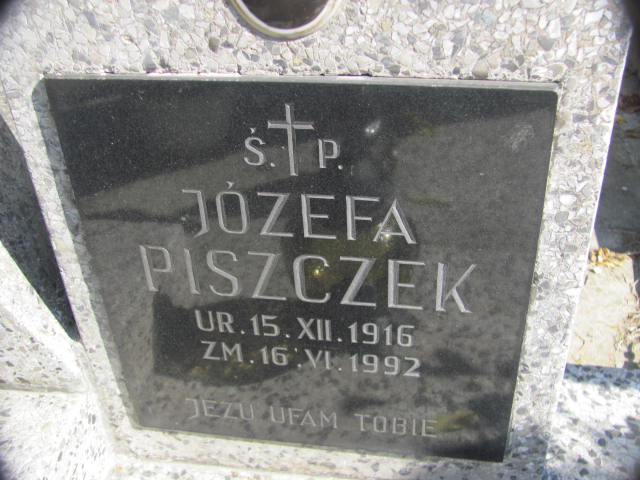 Ś. P.
JÓZEFA
PISZCZEK
UR. 15. XII. 1916
ZM. 16. VI. 1992
JEZU UFAM TOBIE